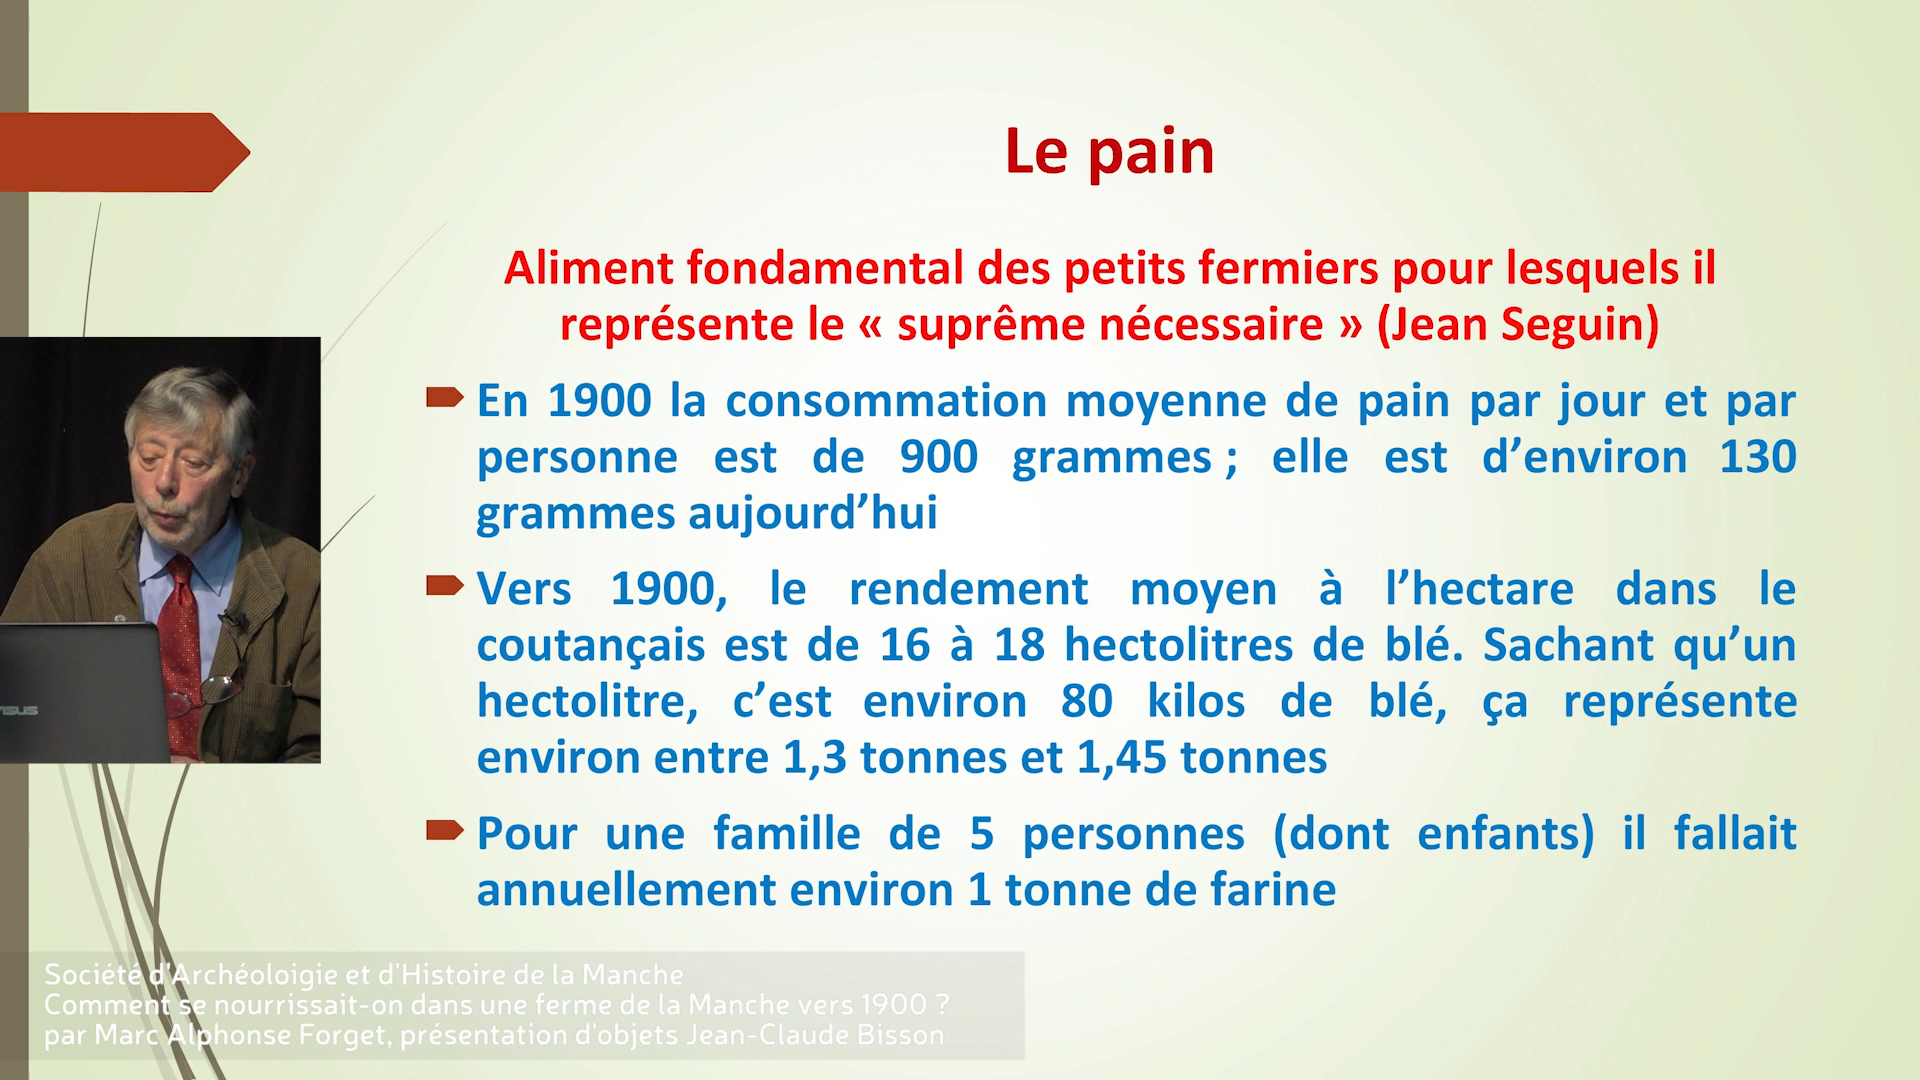 Le pain
Aliment fondamental des petits fermiers pour lesquels il
représente le « suprême nécessaire » (Jean Seguin)
En 1900 la consommation moyenne de pain par jour et par
personne est de 900 grammes ; elle est d’environ 130
grammes aujourd’hui
Vers 1900, le rendement moyen à l’hectare dans le
coutançais est de 16 à 18 hectolitres de blé. Sachant qu’un
hectolitre, c’est environ 80 kilos de blé, ça représente
environ entre 1,3 tonnes et 1,45 tonnes
Pour une famille de 5 personnes (dont enfants) il fallait
annuellement environ 1 tonne de farine
ASUS
Société d'Archéoloigie et d'Histoire de la Manche
Comment se nourrissait-on dans une ferme de la Manche vers 1900 ?
par Marc Alphonse Forget, présentation d'objets Jean-Claude Bisson